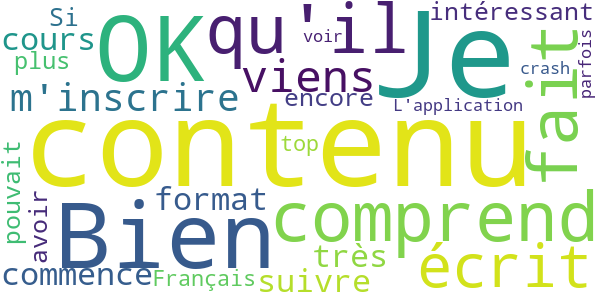 Si
OK
qu'il
Je
intéressant
cours
plus
viens
voir
fait
crash
parfois
m'inscrire
encore
L'application
contenu
top
pouvait
avoir
Bien
format
comprend
très
écrit
commence
Français
suivre